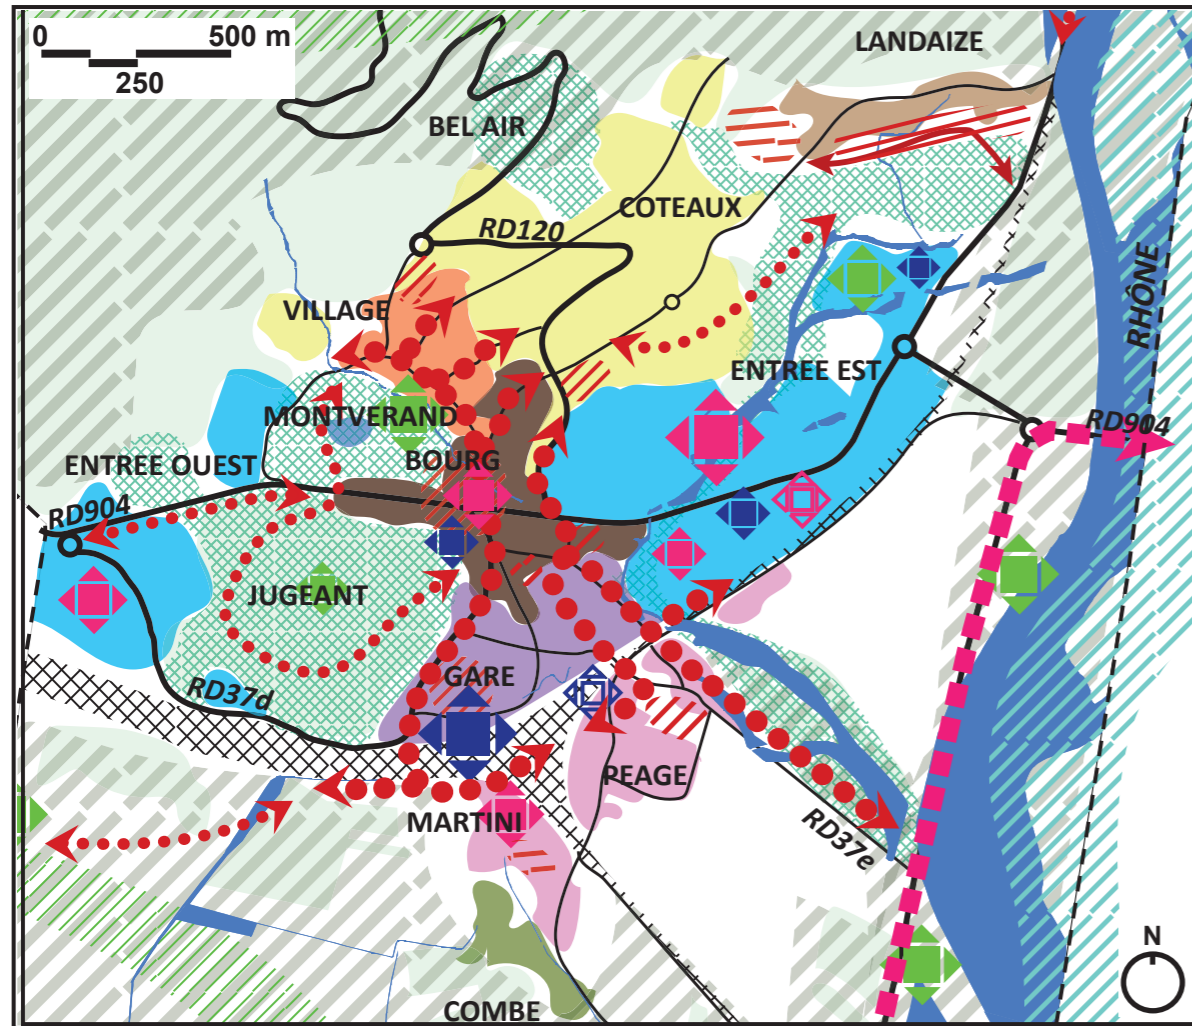 0 500 m
250
LANDAIZE
BEL AIR
COTEAUX
RD120
RHÔNE
VILLAGE
ENTREE EST
MONTVERAND
RD904
BOURG
ENTREE OUEST
RD904
JUGEANT
GARE
RD37d
PEAGE
MARTINI
RD37e
N
COMBE